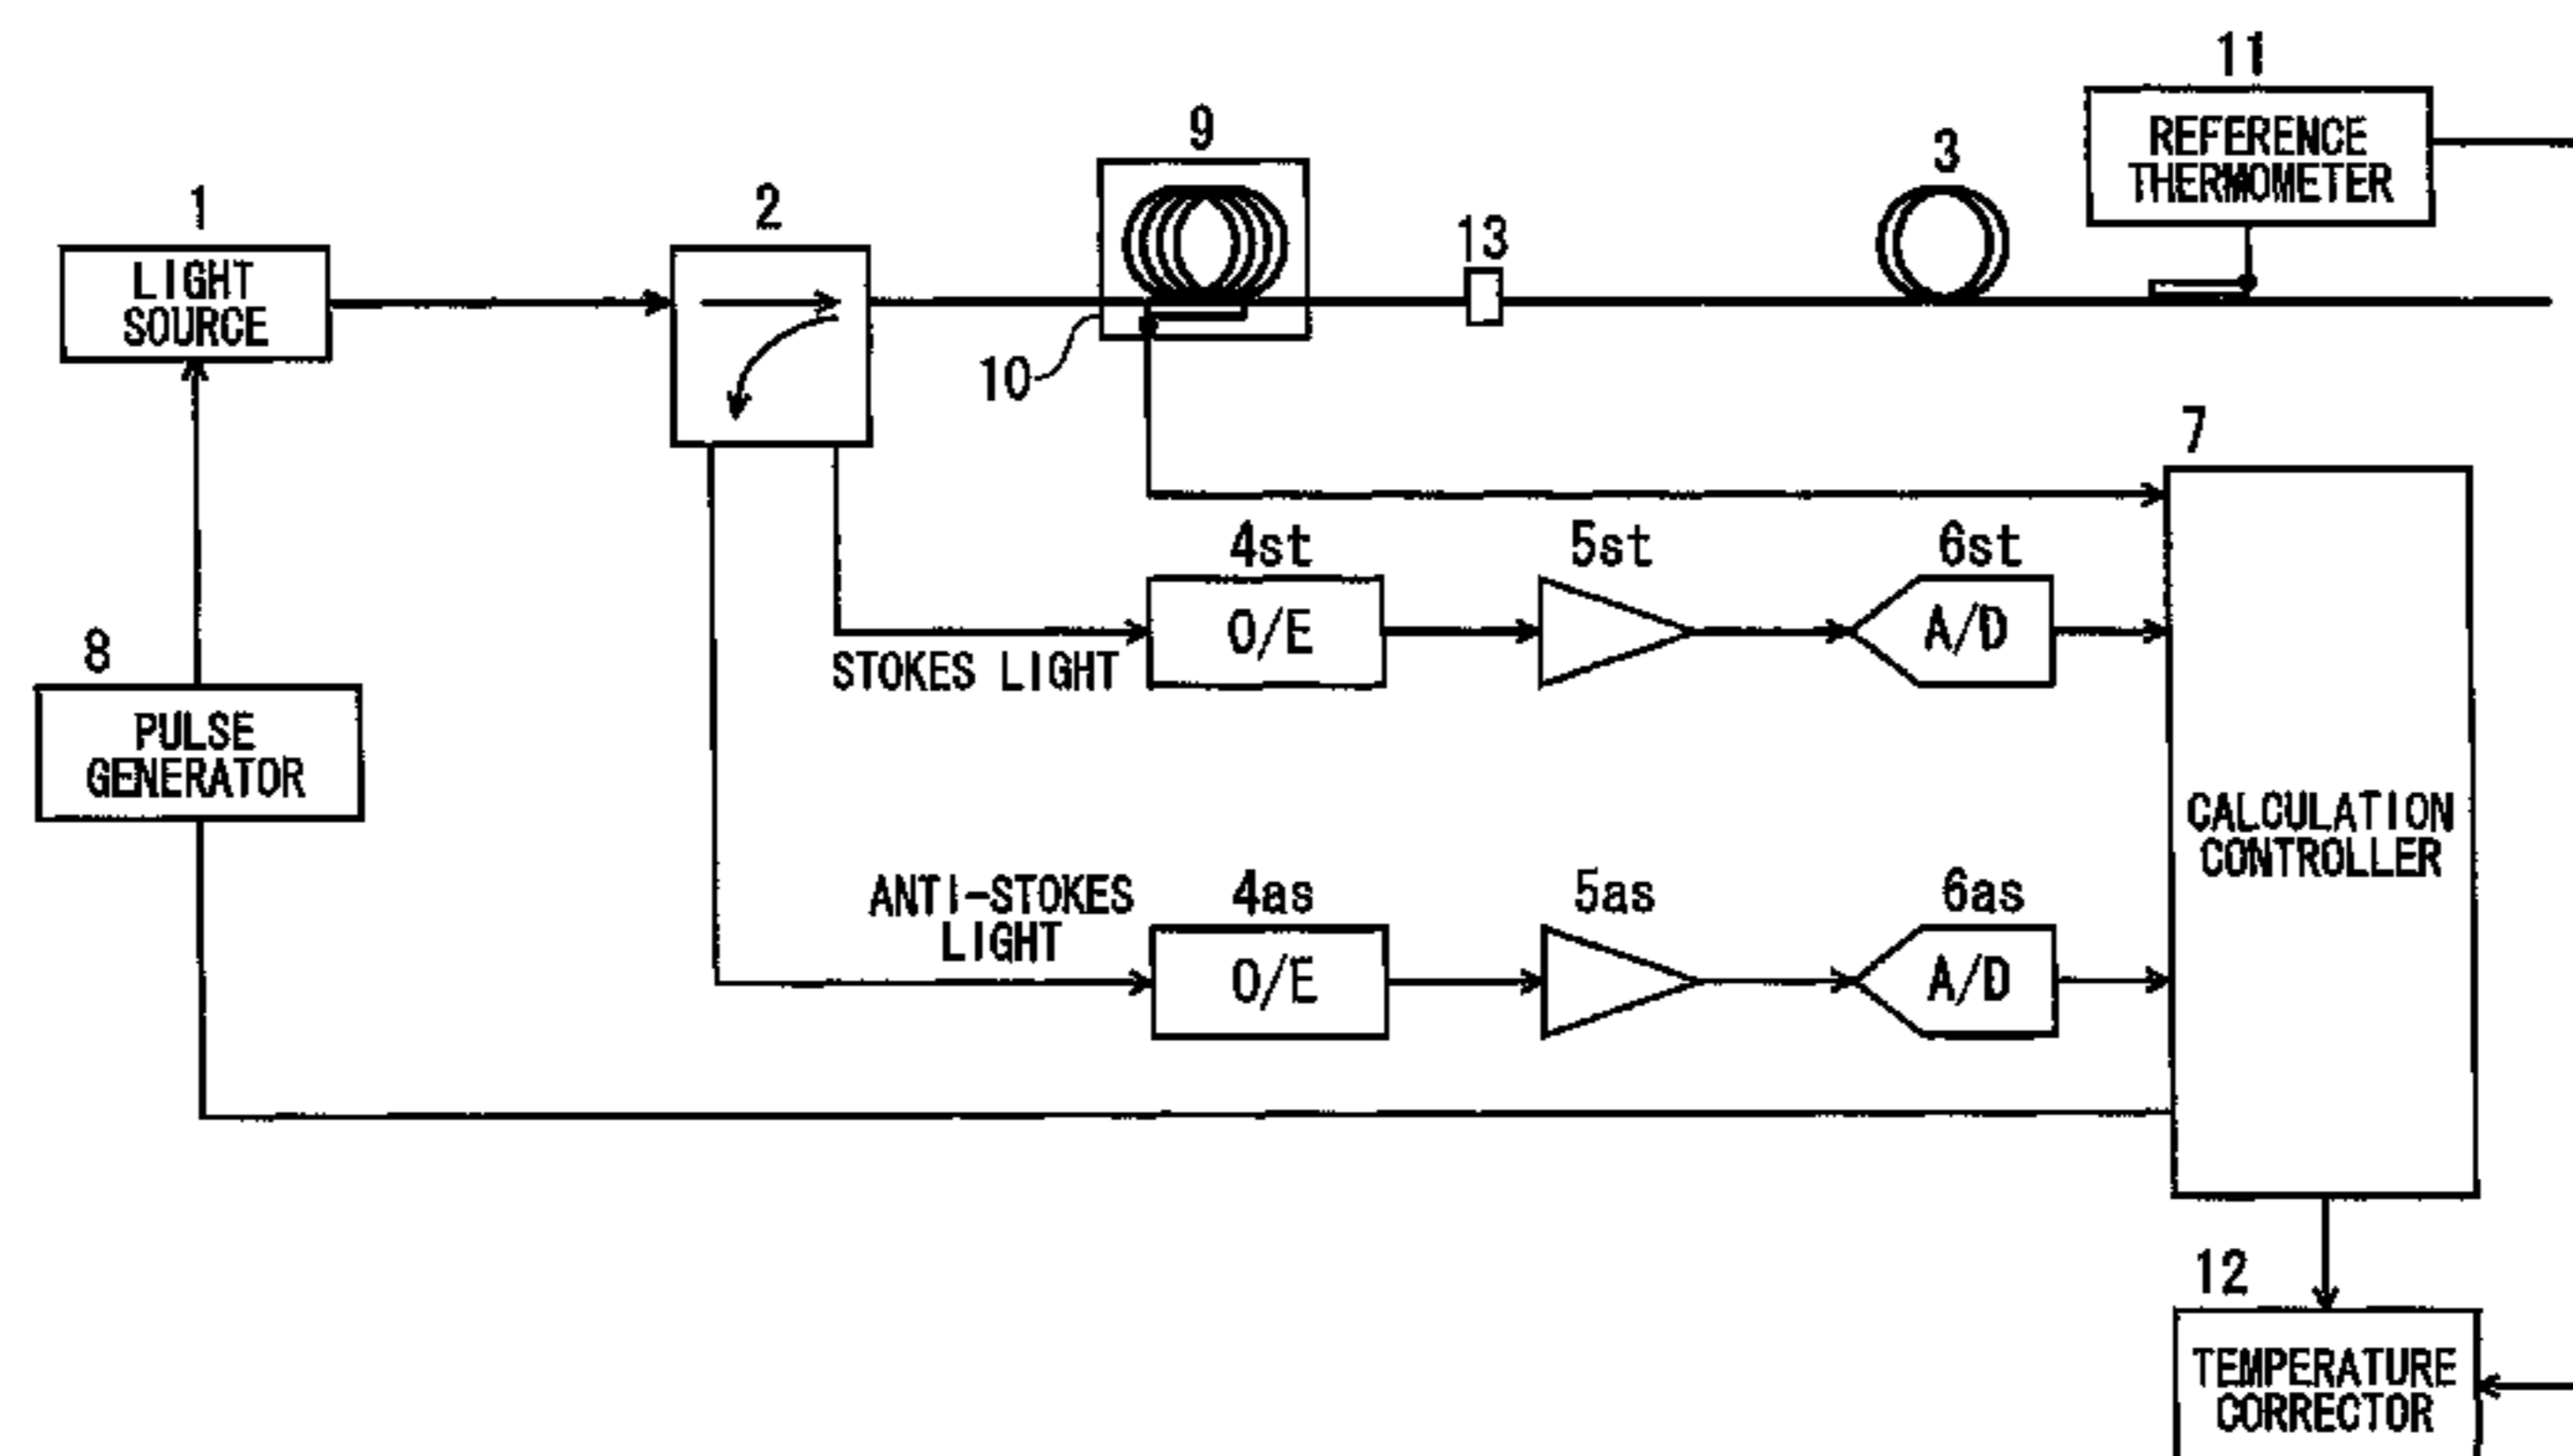 11
REFERENCE
THERMOMETER
9
3
1
2
13
LIGHT
SOURCE
10
7
4st
5st
6st
O/E
A/D
STOKES LIGHT
8
PULSE
GENERATOR
CALCULATION
CONTROLLER
ANTI-STOKES
LIGHT
4as
5as
6as
O/E
A/D
12
TEMPERATURE
CORRECTOR